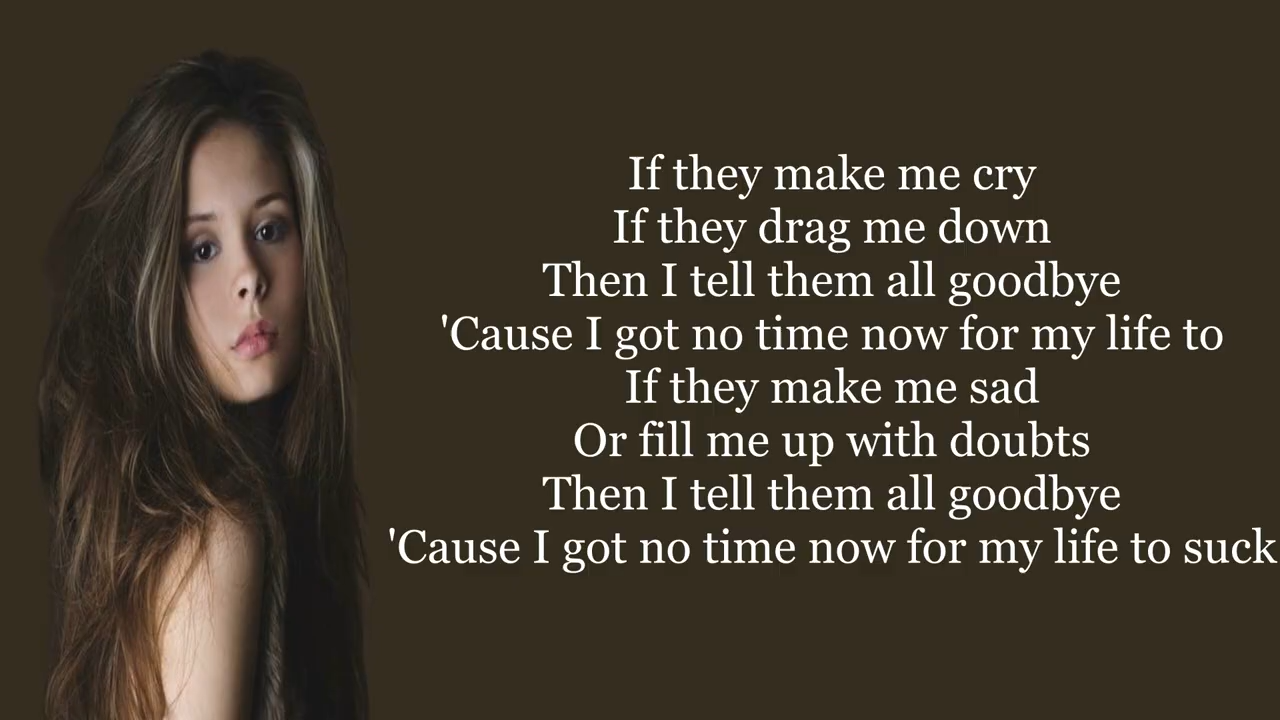 If they make me cry
If they drag me down
Then I tell them all goodbye
'Cause I got no time now for my life to
If they make me sad
Or fill me up with doubts
Then I tell them all goodbye
'Cause I got no time now for my life to suck